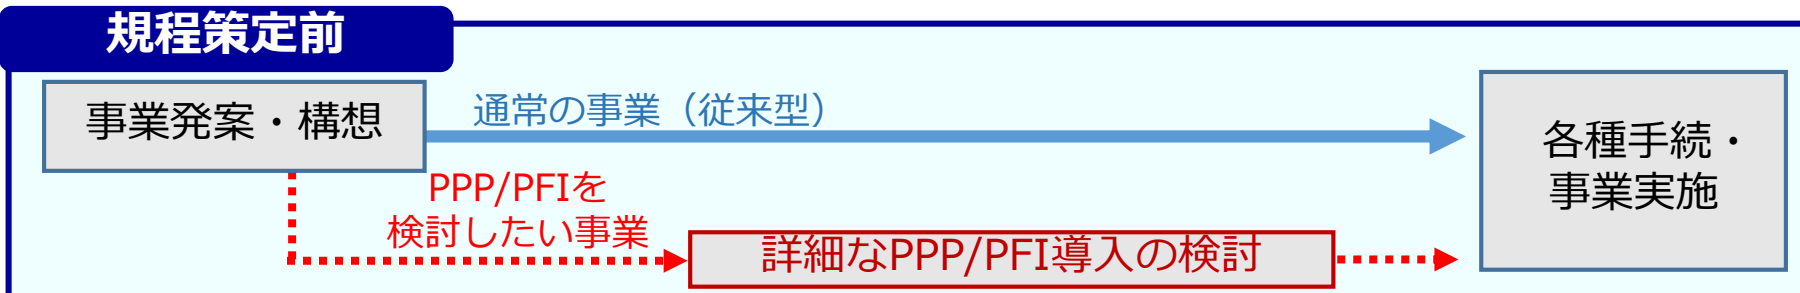 規程策定前
事業発案・構想
通常の事業（従来型）
PPP/PFIを
検討したい事業
詳細なPPP/PFI導入の検討
各種手続・
事業実施